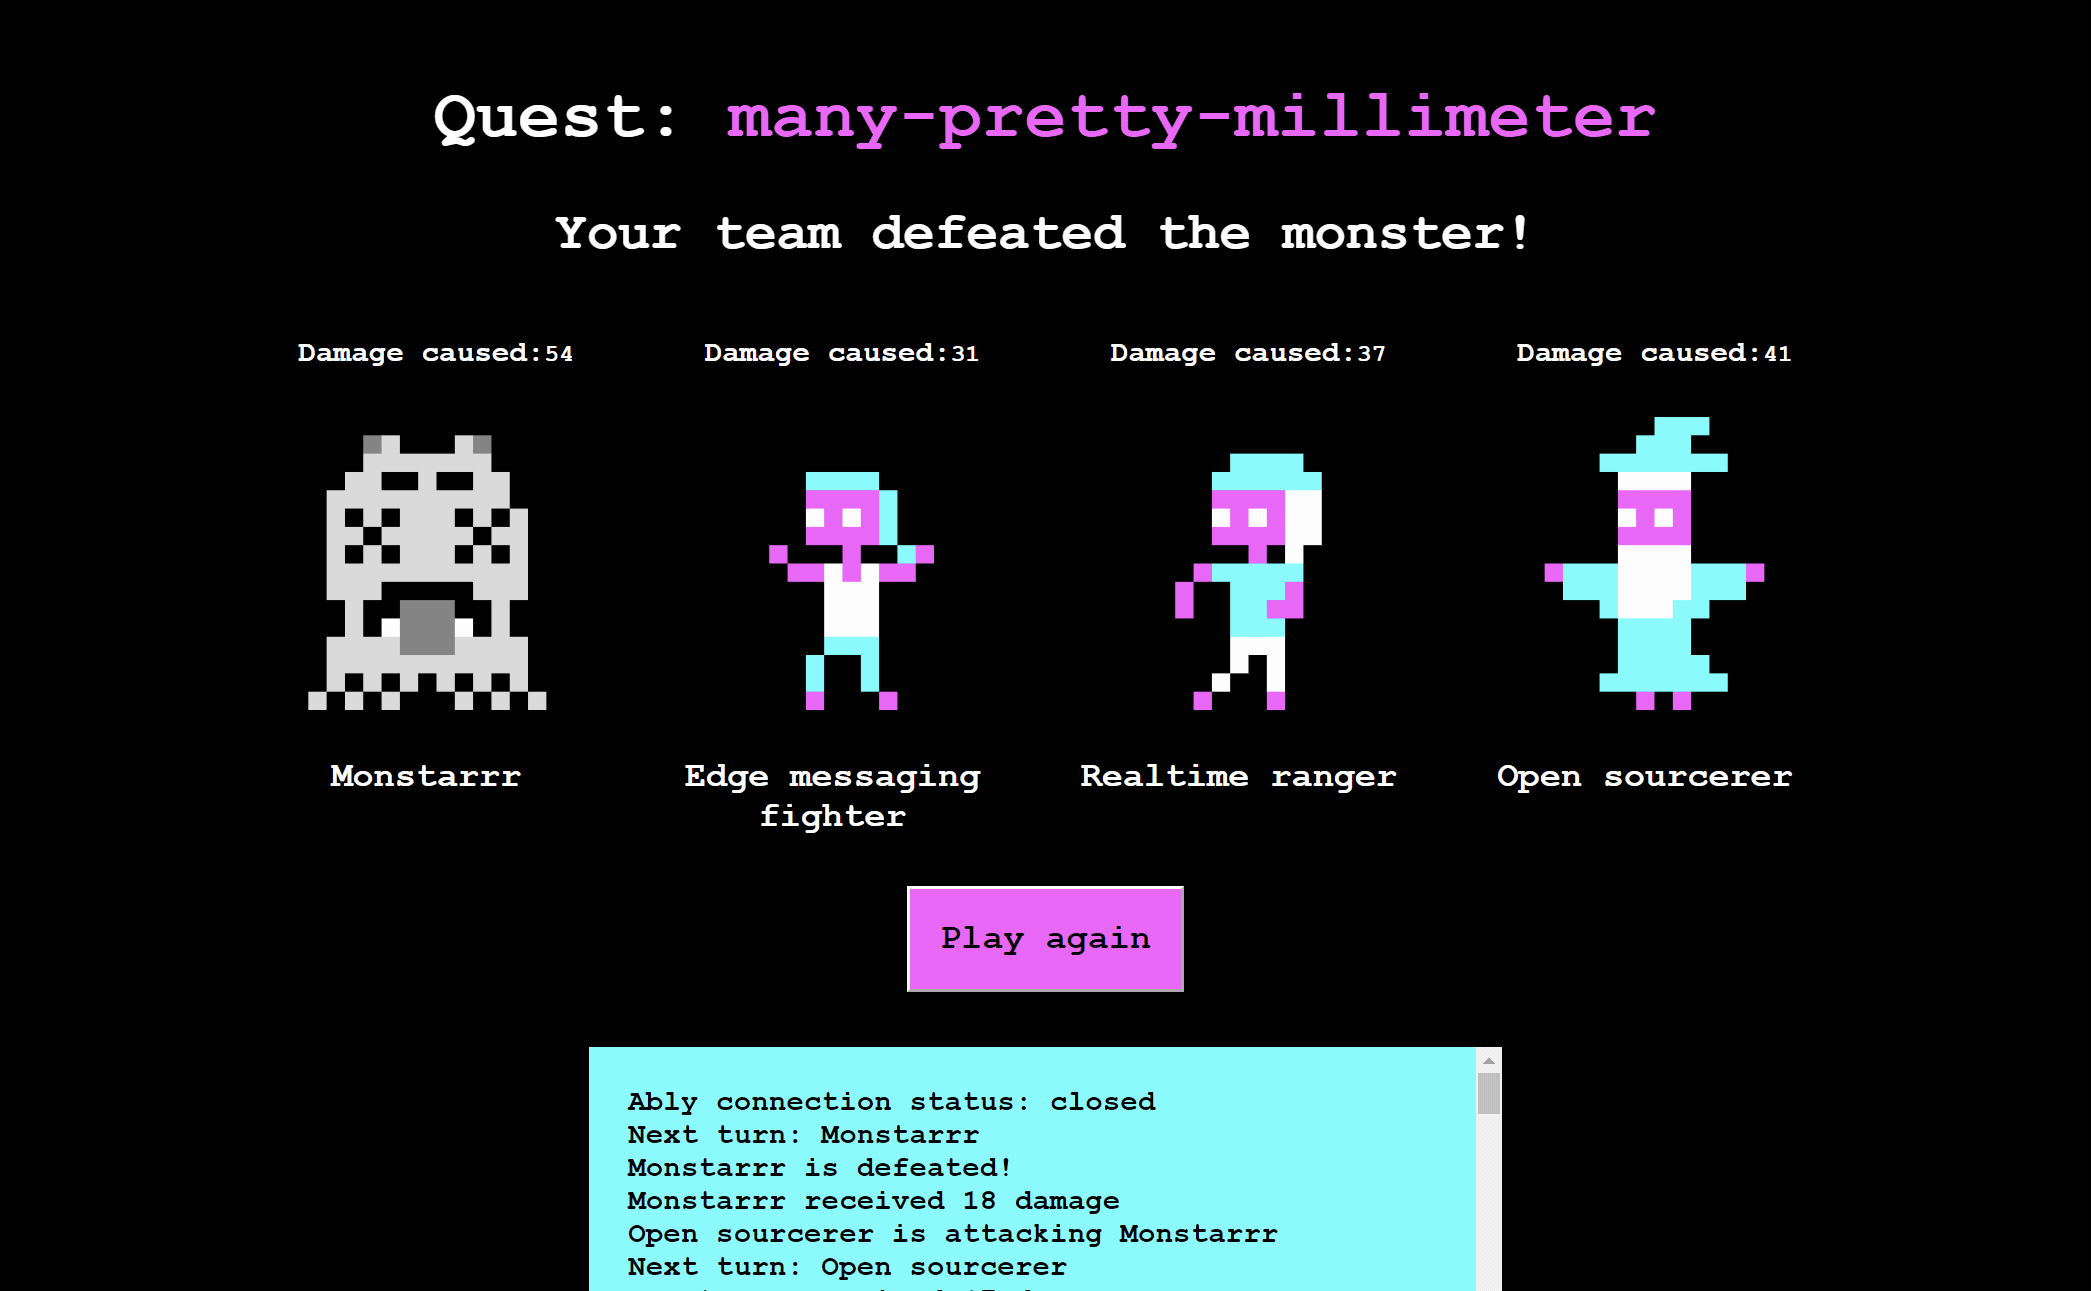 Quest: many-pretty-millimeter
Your team defeated the monster!
Damage caused:54
Damage caused:31
Damage caused:37
Damage caused:41
Monstarrr
Edge messaging
fighter
Realtime ranger
Open sourcerer
Play again
Ably connection status: closed
Next turn: Monstarrr
Monstarrr is defeated!
Monstarrr received 18 damage
Open sourcerer is attacking Monstarrr
Next turn: Open sourcerer